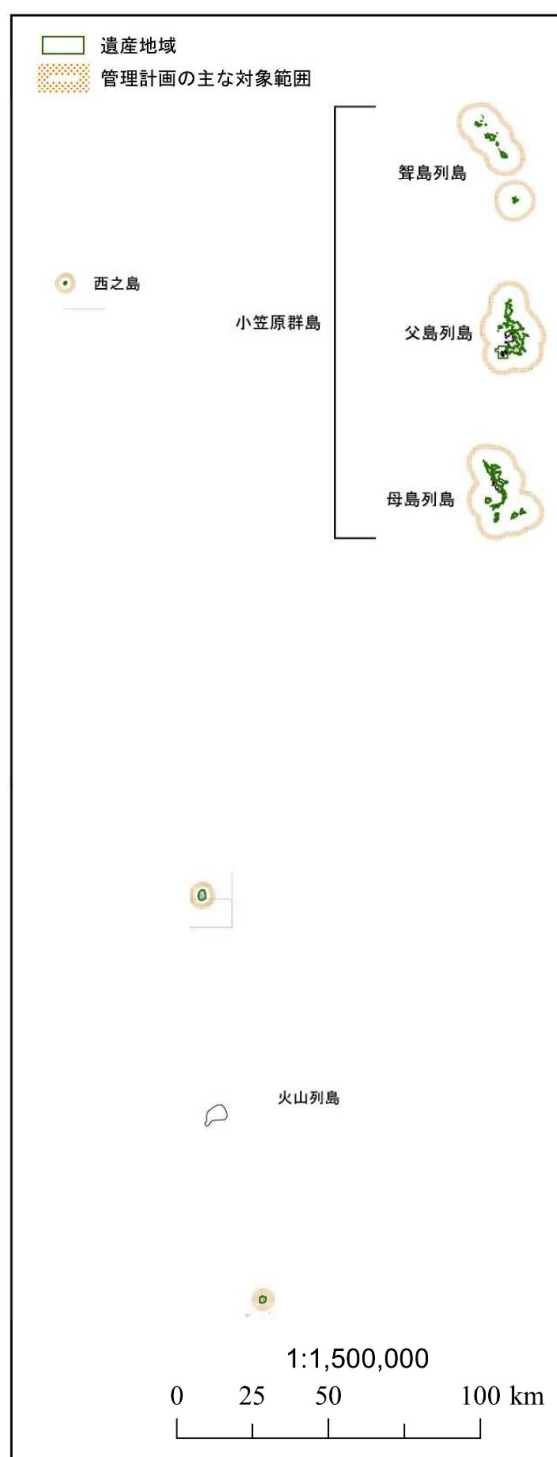 遺産地域
管理計画の主な対象範囲
聟島列島
西之島
小笠原群島
父島列島
母島列島
火山列島
1:1,500,000
0 25 50 100 km